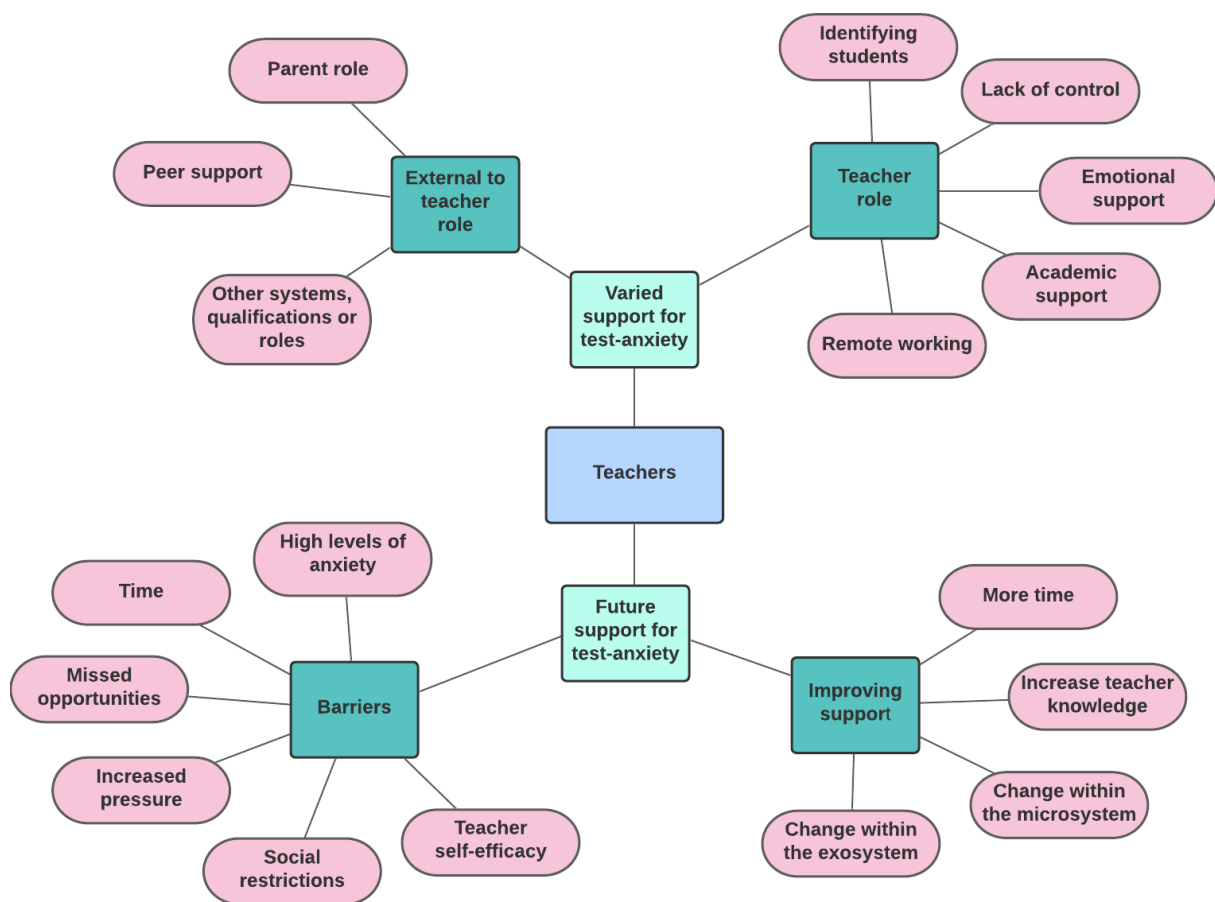 Parent role
Peer support
Other systems,
qualifications or
roles
External to
teacher
role
Varied
support for
test-anxiety
Identifying
students
Lack of control
Emotional
support
Academic
support
Remote working
Teacher
role
Teachers
Future
support for
test-anxiety
High levels of
anxiety
Time
Missed
opportunities
Increased
pressure
Social
restrictions
Teacher
self-efficacy
Barriers
Improving
support
More time
Increase teacher
knowledge
Change within
the microsystem
Change within
the exosystem